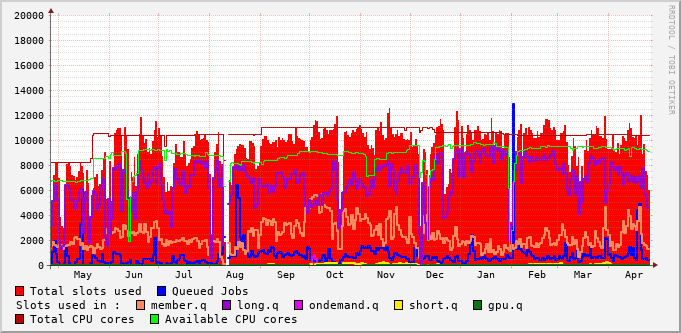 20000
18000
16000
14000
12000
10000
8000
6000
4000
2000
0
May Jun Jul Aug Sep Oct Nov Dec Jan Feb Mar Apr
RRDTOOL / TOBI OETIKER
Total slots used Queued Jobs
Slots used in : member.q long.q ondemand.q short.q gpu.q
Total CPU cores Available CPU cores